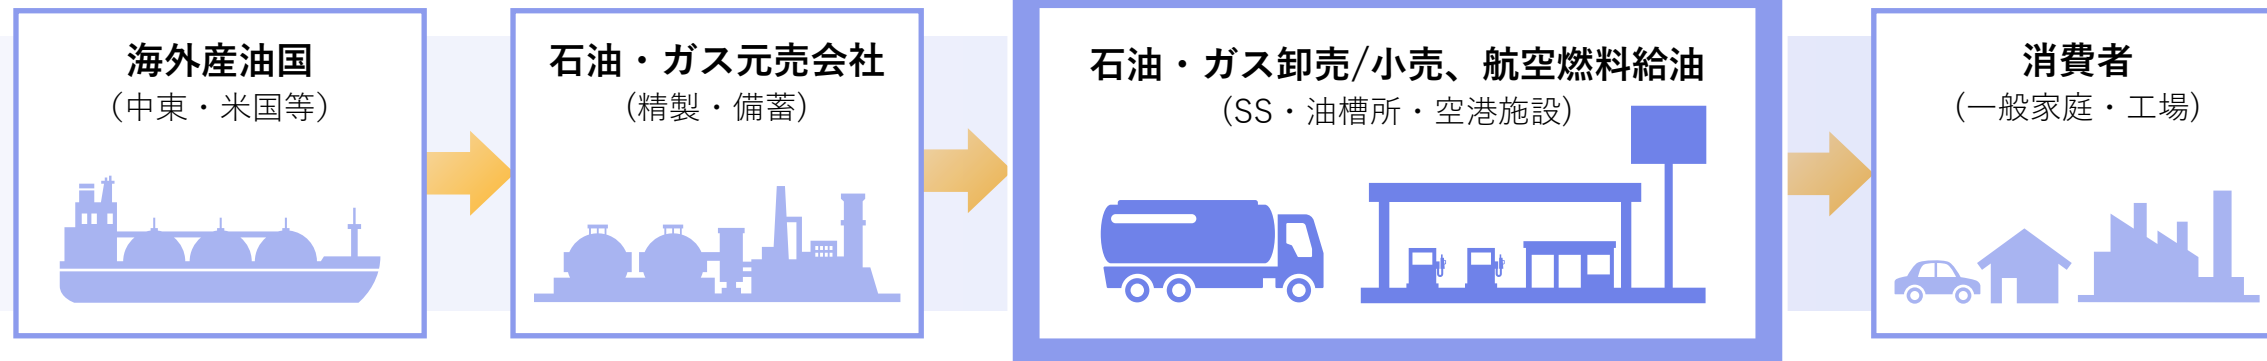 海外産油国
(中東・米国等)
石油・ガス元売会社
(精製・備蓄)
石油・ガス卸売/小売、航空燃料給油
(SS・油槽所・空港施設)
消費者
(一般家庭・工場)